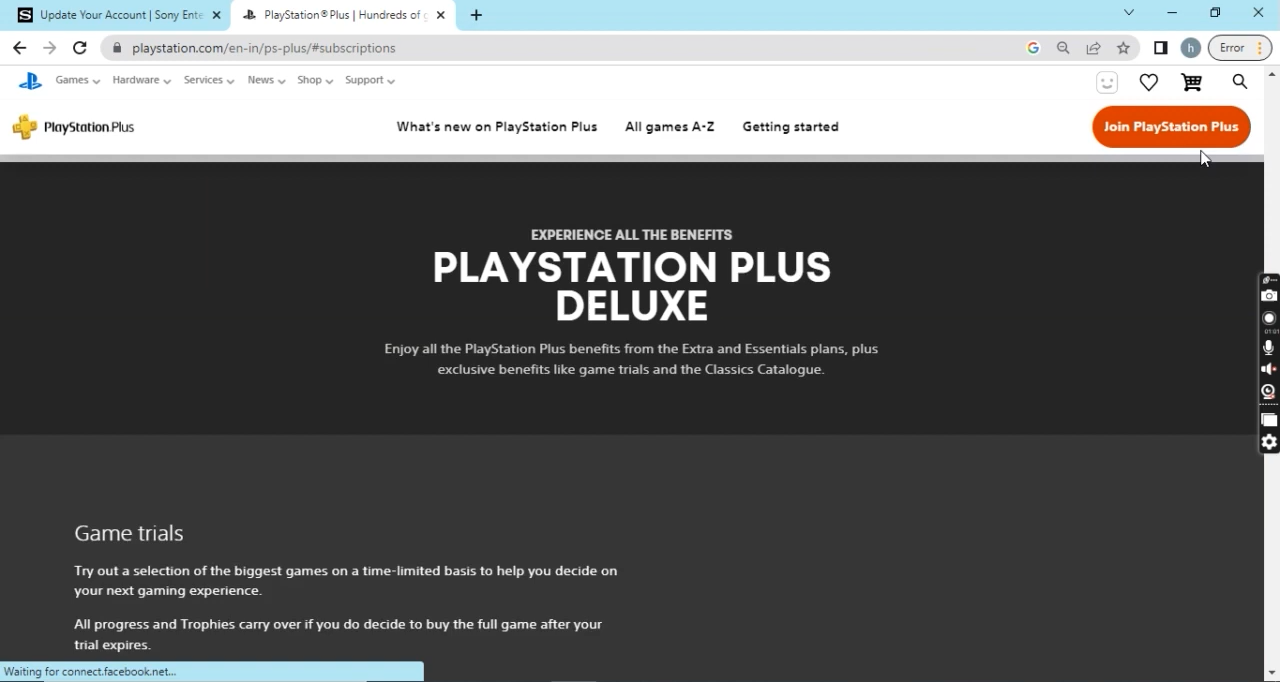 Update Your Account | Sony Ente
PlayStation®Plus | Hundreds of g
playstation.com/en-in/ps-plus/#subscriptions
h
Error
Games
Hardware
Services
News
Shop
Support
PlayStation.Plus
What's new on PlayStation Plus
All games A-Z
Getting started
Join PlayStation Plus
EXPERIENCE ALL THE BENEFITS
PLAYSTATION PLUS
DELUXE
Enjoy all the PlayStation Plus benefits from the Extra and Essentials plans, plus
exclusive benefits like game trials and the Classics Catalogue.
Game trials
Try out a selection of the biggest games on a time-limited basis to help you decide on
your next gaming experience.
All progress and Trophies carry over if you do decide to buy the full game after your
trial expires.
Waiting for connect.facebook.net...